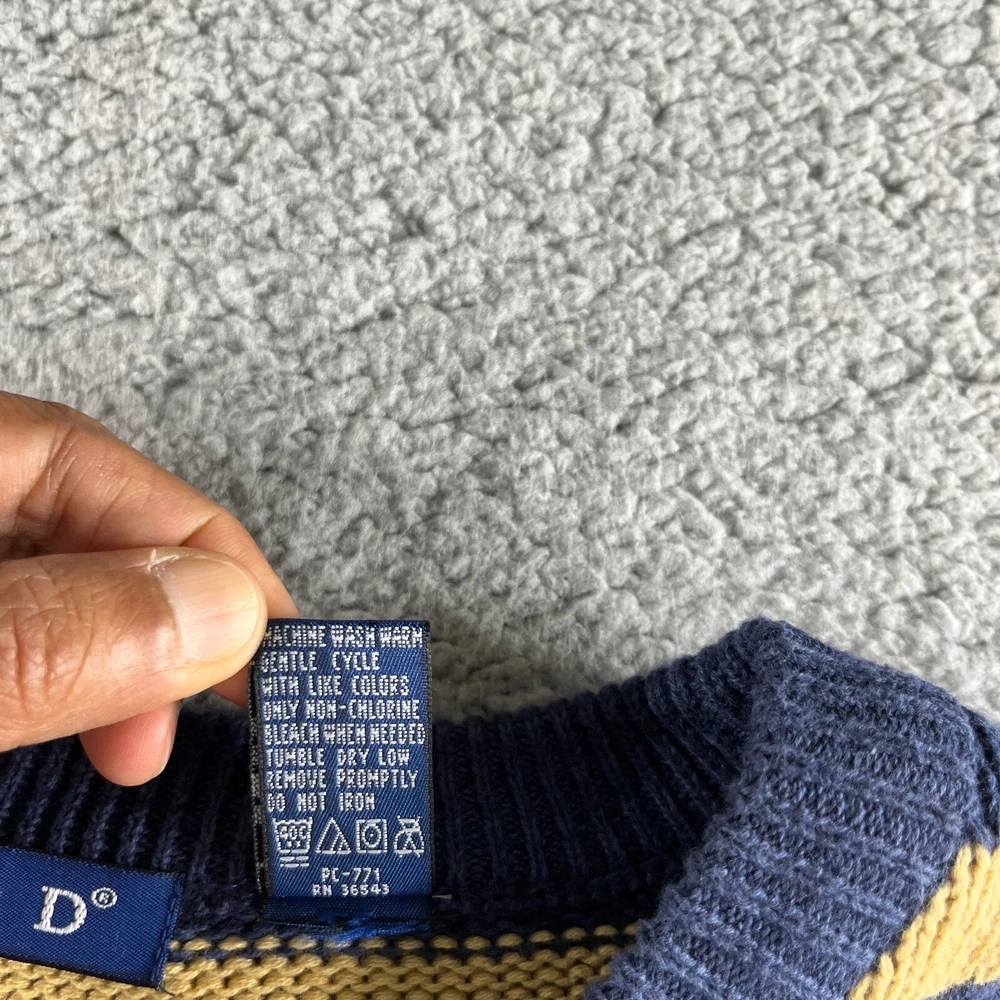 MACHINE WASH WARM
GENTLE CYCLE
WITH LIKE COLORS
ONLY NON-CHLORINE
BLEACH WHEN NEEDED
TUMBLE DRY LOW
REMOVE PROMPTLY
DO NOT IRON
PC-771
RN 36543
D®